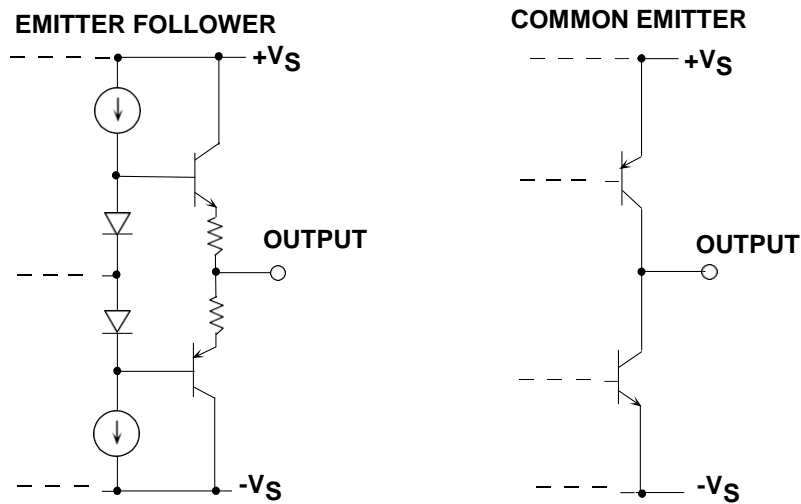 EMITTER FOLLOWER
+VS
OUTPUT
-VS
COMMON EMITTER
+VS
OUTPUT
-VS